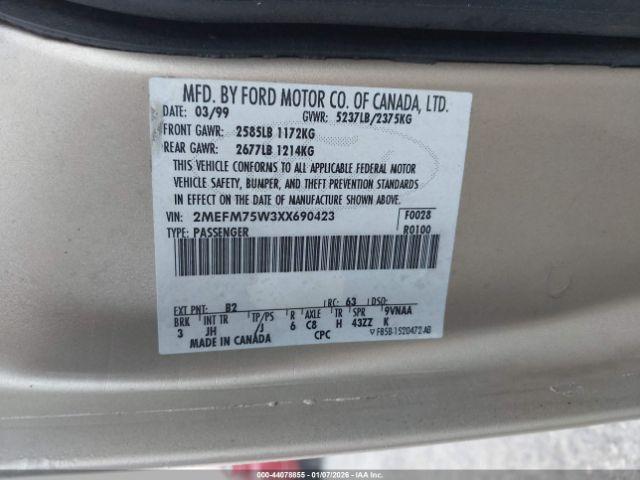 MFD. BY FORD MOTOR CO. OF CANADA, LTD.
DATE: 03/99 GVWR: 5237LB/2375KG
FRONT GAWR: 2585LB 1172KG
REAR GAWR: 2677LB 1214KG
THIS VEHICLE CONFORMS TO ALL APPLICABLE FEDERAL MOTOR
VEHICLE SAFETY, BUMPER, AND THEFT PREVENTION STANDARDS
IN EFFECT ON THE DATE OF MANUFACTURE SHOWN ABOVE.
VIN: 2MEFM75W3XX690423 F0028
TYPE: PASSENGER R0100
EXT PNT: B2 RC: 63 DSO:
BRK INT TR TP/PS R AXLE TR SPR 9VNAA
3 JH /J 6 C8 H 43ZZ K
MADE IN CANADA CPC F85B-1520472-AB
000-44078855 - 01/07/2026 - IAAI.COM